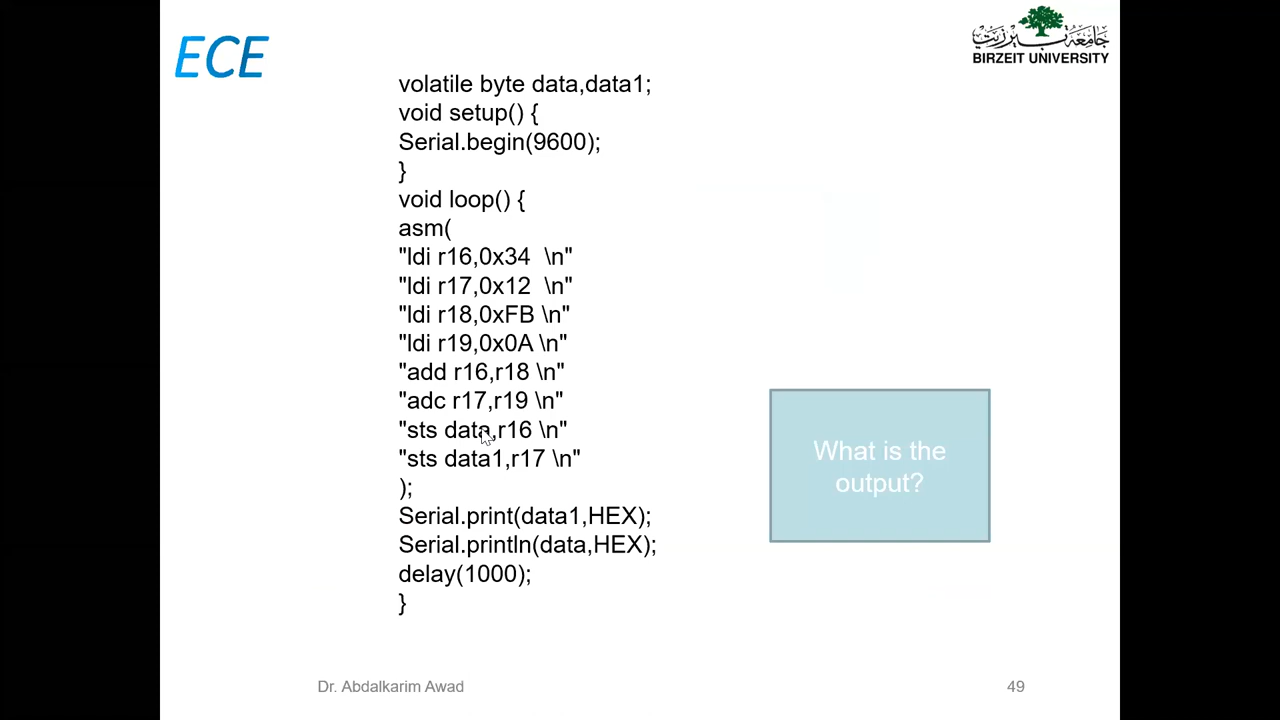 ECE
جامعة بيرزيت
BIRZEIT UNIVERSITY
volatile byte data,data1;
void setup() {
Serial.begin(9600);
}
void loop() {
asm(
"ldi r16,0x34  \n"
"ldi r17,0x12  \n"
"ldi r18,0xFB \n"
"ldi r19,0x0A \n"
"add r16,r18 \n"
"adc r17,r19 \n"
"sts data,r16 \n"
"sts data1,r17 \n"
);
Serial.print(data1,HEX);
Serial.println(data,HEX);
delay(1000);
}
What is the
output?
Dr. Abdalkarim Awad
49